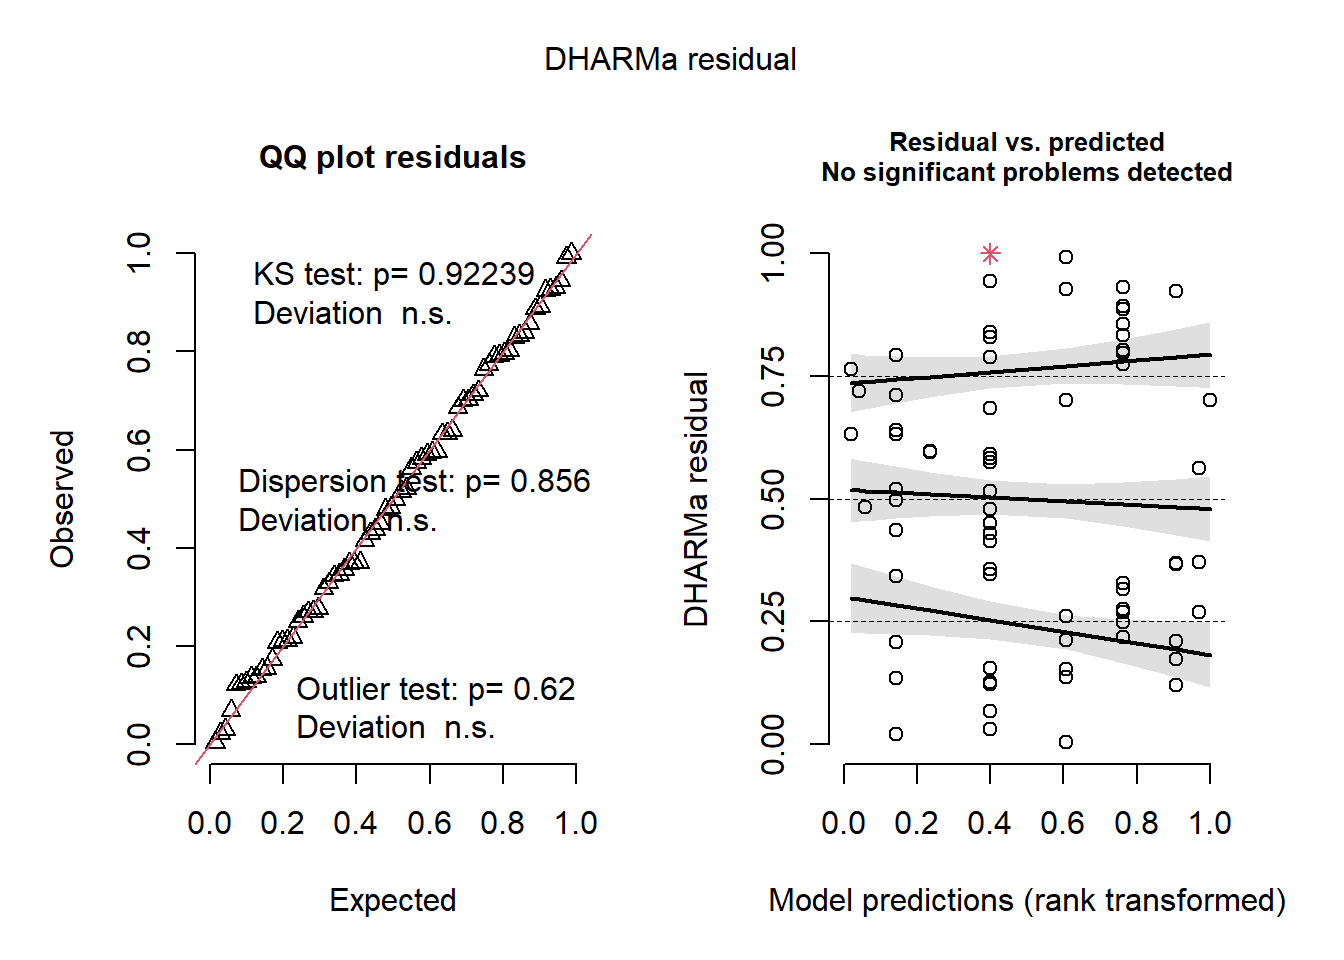 DHARMa residual
QQ plot residuals
KS test: p= 0.92239
Deviation  n.s.
Dispersion test: p= 0.856
Deviation  n.s.
Outlier test: p= 0.62
Deviation  n.s.
Observed
0.0 0.2 0.4 0.6 0.8 1.0
0.0 0.2 0.4 0.6 0.8 1.0
Expected
Residual vs. predicted
No significant problems detected
DHARMa residual
0.00 0.25 0.50 0.75 1.00
0.0 0.2 0.4 0.6 0.8 1.0
Model predictions (rank transformed)